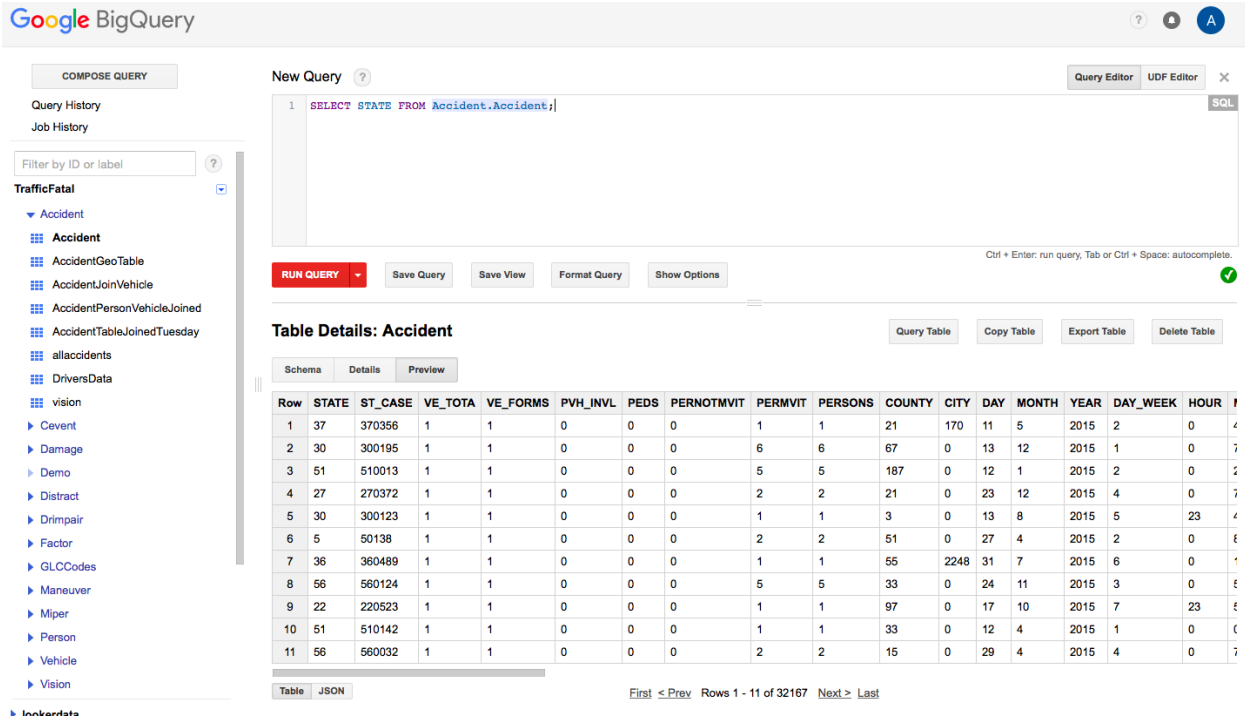 Google BigQuery
? A
COMPOSE QUERY
Query History
Job History
Filter by ID or label ?
TrafficFatal
Accident
Accident
AccidentGeoTable
AccidentJoinVehicle
AccidentPersonVehicleJoined
AccidentTableJoinedTuesday
allaccidents
DriversData
vision
Cevent
Damage
Demo
Distract
Drimpair
Factor
GLCCodes
Maneuver
Miper
Person
Vehicle
Vision
lookerdata
New Query ? Query Editor UDF Editor ×
1 SELECT STATE FROM Accident.Accident; SQL
Ctrl + Enter: run query, Tab or Ctrl + Space: autocomplete.
RUN QUERY Save Query Save View Format Query Show Options
Table Details: Accident Query Table Copy Table Export Table Delete Table
Schema Details Preview
Row STATE ST_CASE VE_TOTA VE_FORMS PVH_INVL PEDS PERNOTMVIT PERMVIT PERSONS COUNTY CITY DAY MONTH YEAR DAY_WEEK HOUR
1 37 370356 1 1 0 0 0 1 1 21 170 11 5 2015 2 0
2 30 300195 1 1 0 0 0 6 6 67 0 13 12 2015 1 0
3 51 510013 1 1 0 0 0 5 5 187 0 12 1 2015 2 0
4 27 270372 1 1 0 0 0 2 2 21 0 23 12 2015 4 0
5 30 300123 1 1 0 0 0 1 1 3 0 13 8 2015 5 23
6 5 50138 1 1 0 0 0 2 2 51 0 27 4 2015 2 0
7 36 360489 1 1 0 0 0 1 1 55 2248 31 7 2015 6 0
8 56 560124 1 1 0 0 0 5 5 33 0 24 11 2015 3 0
9 22 220523 1 1 0 0 0 1 1 97 0 17 10 2015 7 23
10 51 510142 1 1 0 0 0 1 1 33 0 12 4 2015 1 0
11 56 560032 1 1 0 0 0 2 2 15 0 29 4 2015 4 0
Table JSON First < Prev Rows 1 - 11 of 32167 Next > Last